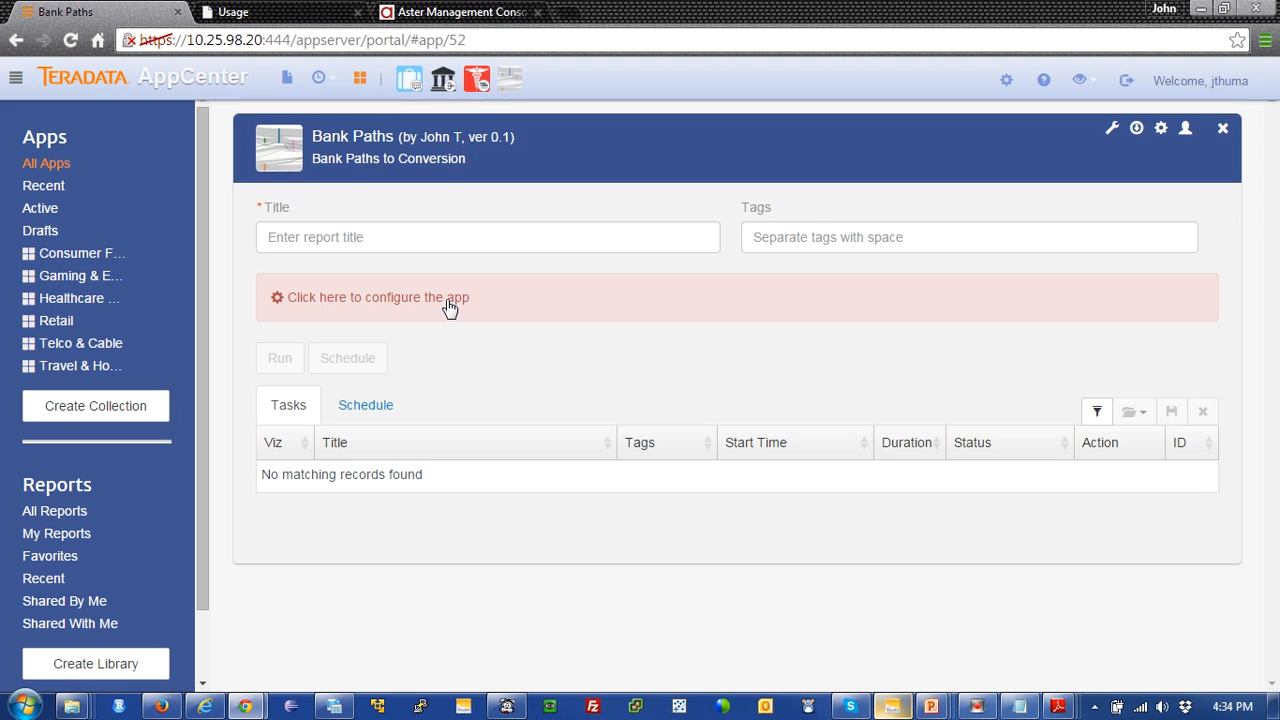 Bank Paths
Usage
Aster Management Conso
John
https://10.25.98.20:444/appserver/portal/#app/52
TERADATA AppCenter
Welcome, jthuma
Apps
All Apps
Recent
Active
Drafts
Consumer F...
Gaming & E...
Healthcare ...
Retail
Telco & Cable
Travel & Ho...
Create Collection
Reports
All Reports
My Reports
Favorites
Recent
Shared By Me
Shared With Me
Create Library
Bank Paths (by John T, ver 0.1)
Bank Paths to Conversion
* Title
Tags
Enter report title
Separate tags with space
Click here to configure the app
Run
Schedule
Tasks
Schedule
Viz
Title
Tags
Start Time
Duration
Status
Action
ID
No matching records found
4:34 PM